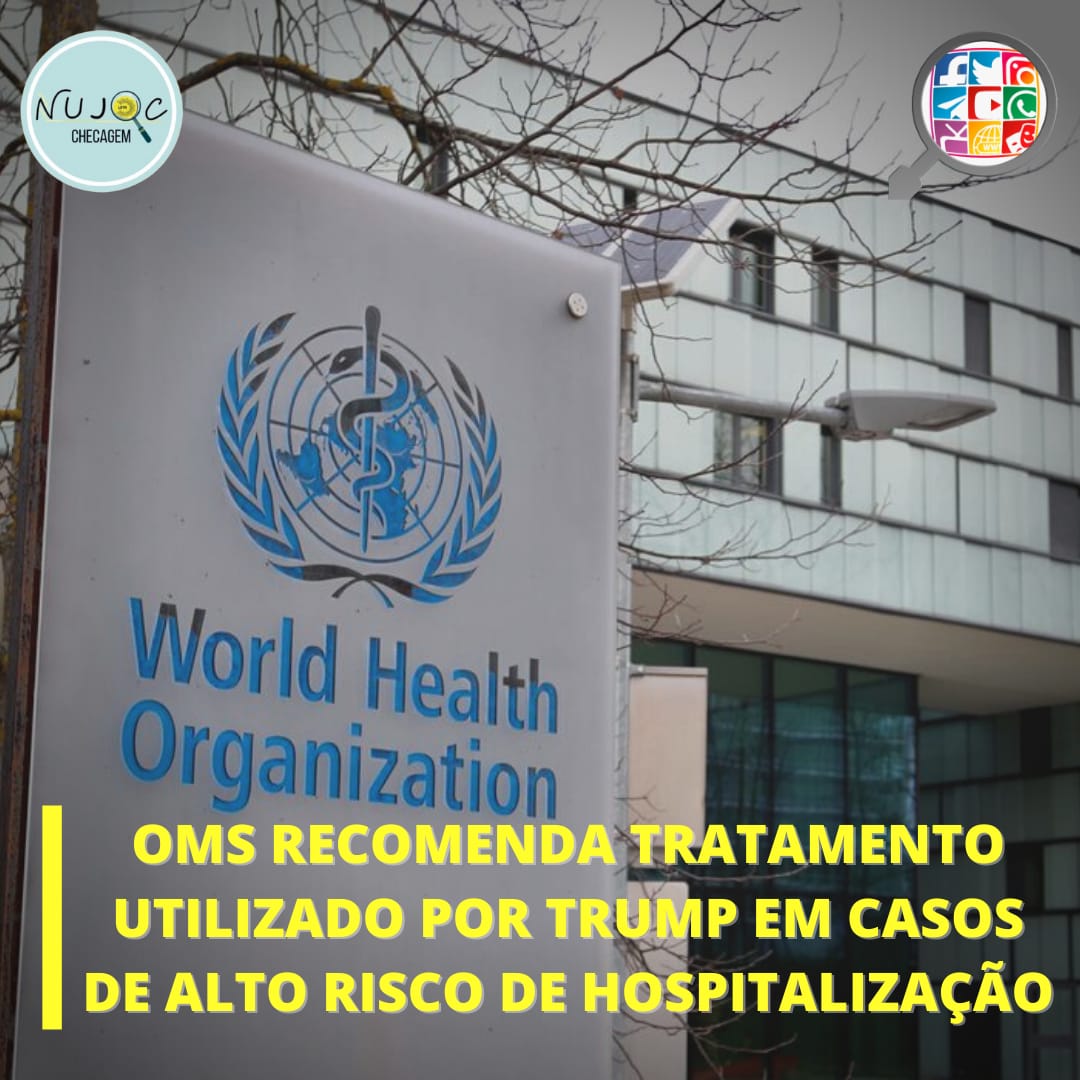 NUJOC
CHECAGEM
World Health
Organization
OMS RECOMENDA TRATAMENTO
UTILIZADO POR TRUMP EM CASOS
DE ALTO RISCO DE HOSPITALIZAÇÃO